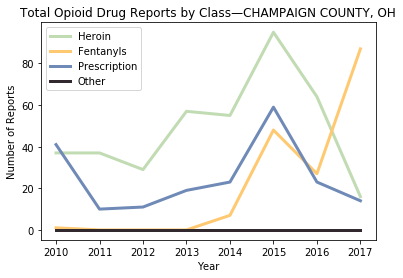 Total Opioid Drug Reports by Class—CHAMPAIGN COUNTY, OH
Heroin
Fentanyls
Prescription
Other
Number of Reports
80
60
40
20
0
2010 2011 2012 2013 2014 2015 2016 2017
Year